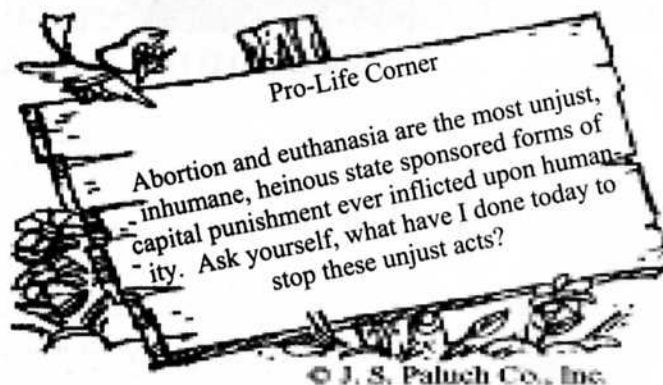 Pro-Life Corner
Abortion and euthanasia are the most unjust,
inhumane, heinous state sponsored forms of
capital punishment ever inflicted upon human-
ity. Ask yourself, what have I done today to
stop these unjust acts?
© J. S. Paluch Co., Inc.